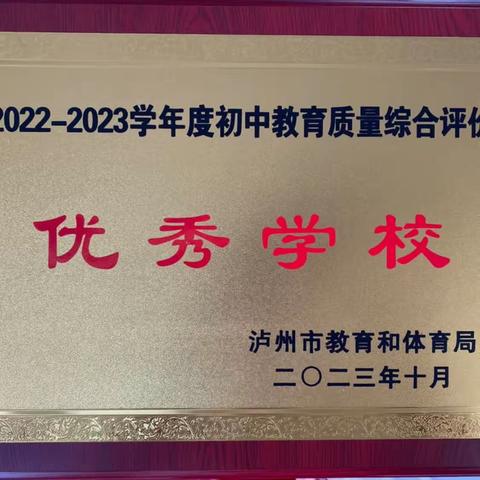 2022-2023学年度初中教育质量综合评价
优秀学校
泸州市教育和体育局
二〇二三年十月